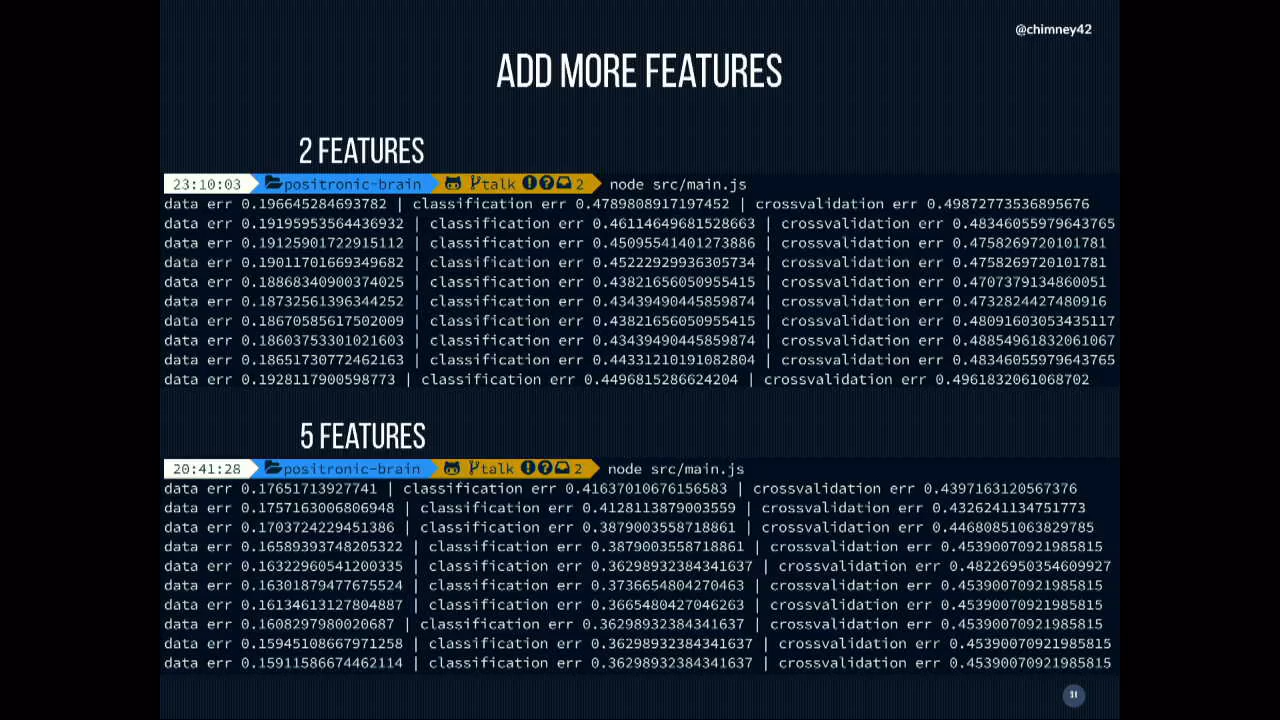 @chimney42
ADD MORE FEATURES
2 FEATURES
23:10:03 positronic-brain talk 2 node src/main.js
data err 0.196645284693782 | classification err 0.4789808917197452 | crossvalidation err 0.49872773536895676
data err 0.19195953564436932 | classification err 0.46114649681528663 | crossvalidation err 0.48346055979643765
data err 0.19125901722915112 | classification err 0.45095541401273886 | crossvalidation err 0.4758269720101781
data err 0.19011701669349682 | classification err 0.45222929936305734 | crossvalidation err 0.4758269720101781
data err 0.18868340900374025 | classification err 0.43821656050955415 | crossvalidation err 0.4707379134860051
data err 0.1873256139634​4252 | classification err 0.43439490445859874 | crossvalidation err 0.4732824427480916
data err 0.18670585617502009 | classification err 0.43821656050955415 | crossvalidation err 0.48091603053435117
data err 0.18603753301021603 | classification err 0.43439490445859874 | crossvalidation err 0.48854961832061067
data err 0.18651730772462163 | classification err 0.44331210191082804 | crossvalidation err 0.48346055979643765
data err 0.1928117900598773 | classification err 0.4496815286624204 | crossvalidation err 0.4961832061068702
5 FEATURES
20:41:28 positronic-brain talk 2 node src/main.js
data err 0.17651713927741 | classification err 0.41637010676156583 | crossvalidation err 0.4397163120567376
data err 0.1757163006806948 | classification err 0.4128113879003559 | crossvalidation err 0.4326241134751773
data err 0.17037242294​51386 | classification err 0.3879003558718861 | crossvalidation err 0.44680851063829785
data err 0.16589393748205322 | classification err 0.3879003558718861 | crossvalidation err 0.45390070921985815
data err 0.16322960541200335 | classification err 0.36298932384341637 | crossvalidation err 0.48226950354609927
data err 0.16301879477675524 | classification err 0.3736654804270463 | crossvalidation err 0.45390070921985815
data err 0.16134613127804887 | classification err 0.3665480427046263 | crossvalidation err 0.45390070921985815
data err 0.1608297980020687 | classification err 0.36298932384341637 | crossvalidation err 0.45390070921985815
data err 0.15945108667971258 | classification err 0.36298932384341637 | crossvalidation err 0.45390070921985815
data err 0.15911586674462114 | classification err 0.36298932384341637 | crossvalidation err 0.45390070921985815
31